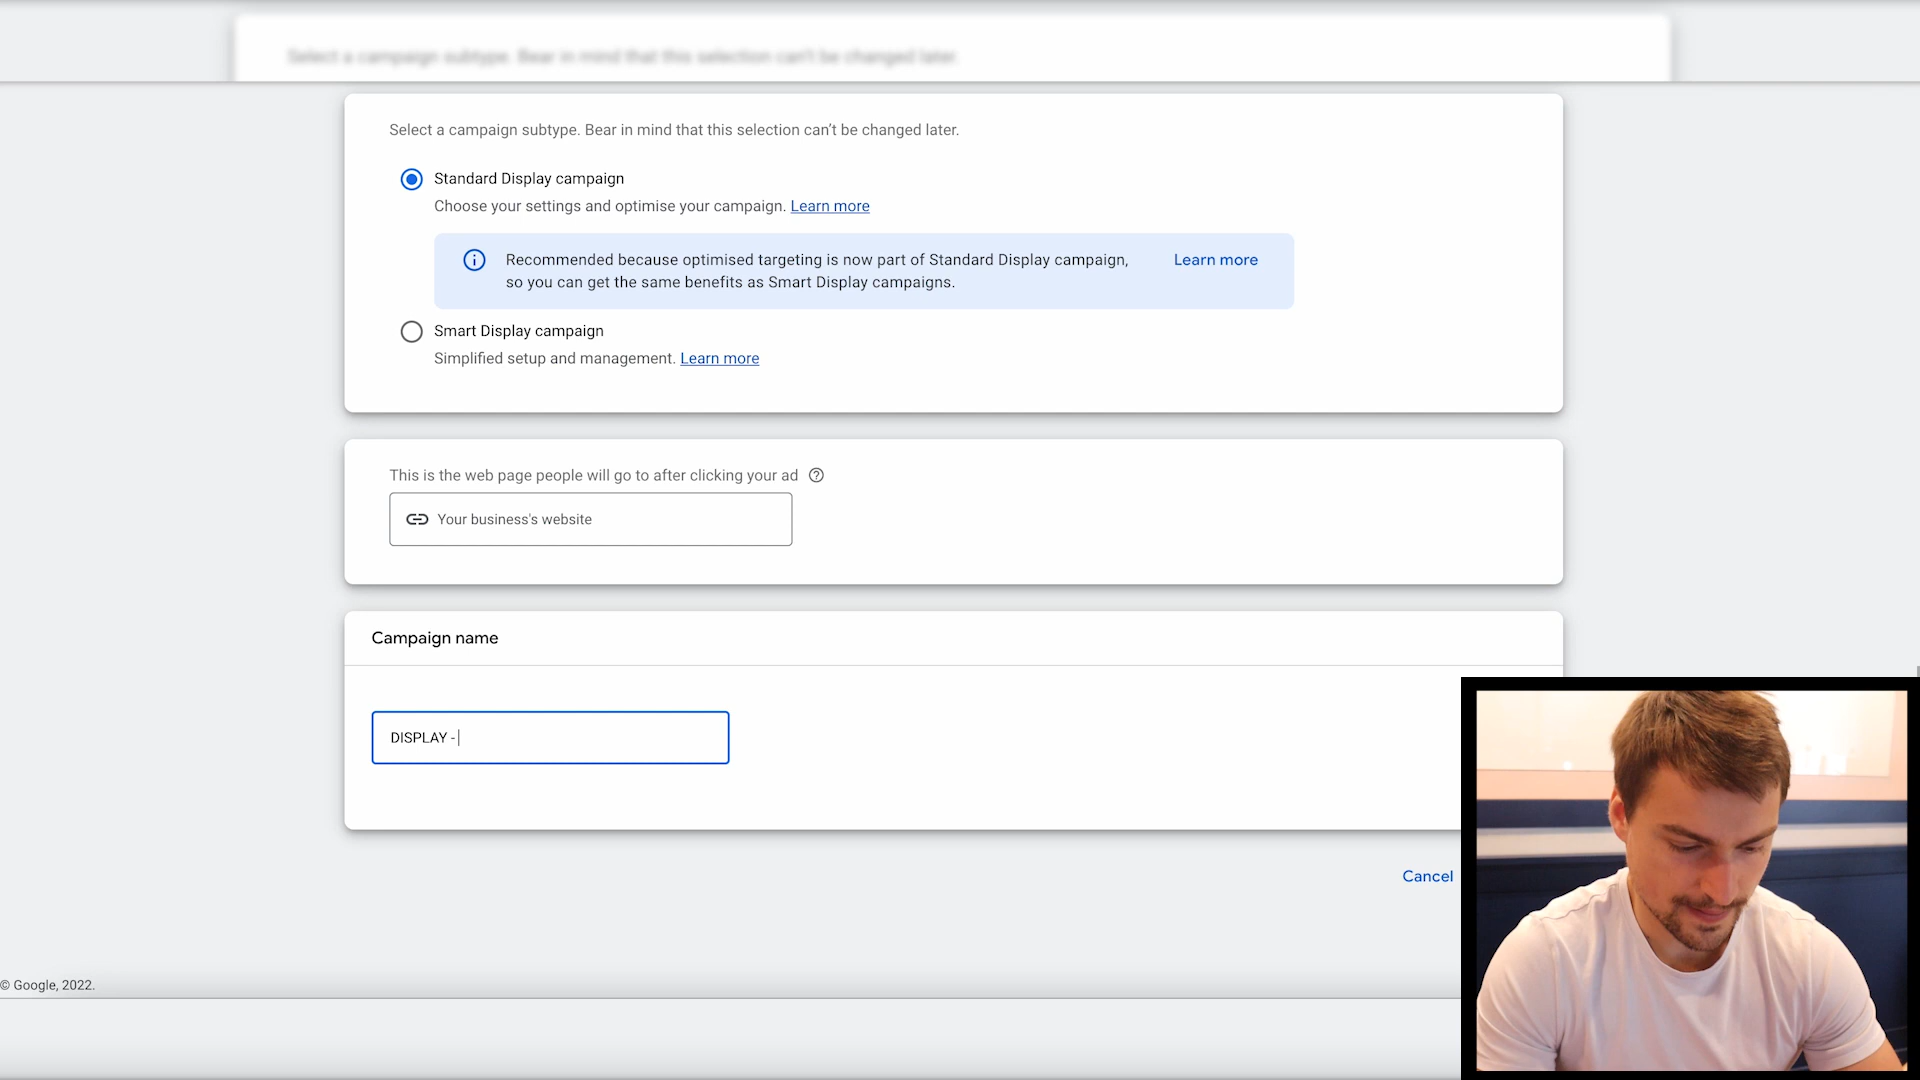 Select a campaign subtype. Bear in mind that this selection can't be changed later.
Select a campaign subtype. Bear in mind that this selection can't be changed later.
Standard Display campaign
Choose your settings and optimise your campaign. Learn more
Recommended because optimised targeting is now part of Standard Display campaign, Learn more
so you can get the same benefits as Smart Display campaigns.
Smart Display campaign
Simplified setup and management. Learn more
This is the web page people will go to after clicking your ad
Your business's website
Campaign name
DISPLAY -
Cancel
© Google, 2022.